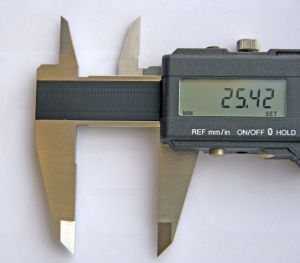 25.42
MM SET
REF mm/in ON/OFF 0 HOLD